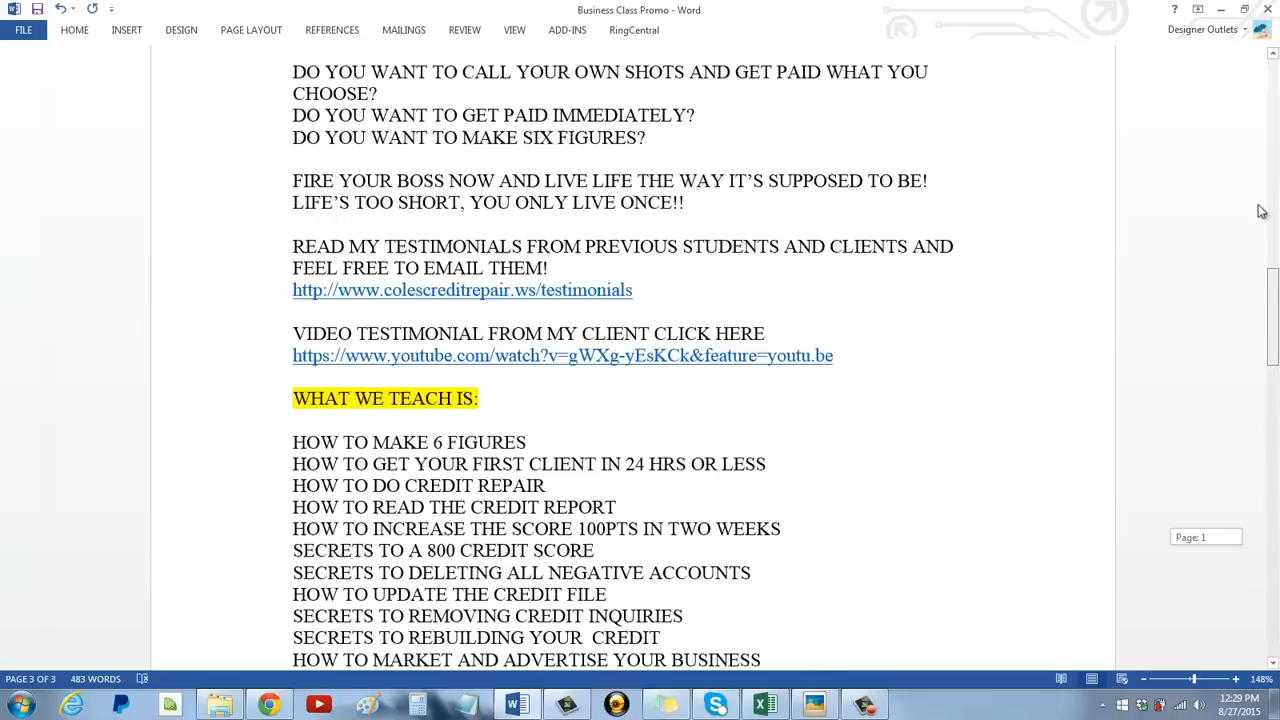 Business Class Promo - Word
FILE HOME INSERT DESIGN PAGE LAYOUT REFERENCES MAILINGS REVIEW VIEW ADD-INS RingCentral Designer Outlets
DO YOU WANT TO CALL YOUR OWN SHOTS AND GET PAID WHAT YOU
CHOOSE?
DO YOU WANT TO GET PAID IMMEDIATELY?
DO YOU WANT TO MAKE SIX FIGURES?
FIRE YOUR BOSS NOW AND LIVE LIFE THE WAY IT’S SUPPOSED TO BE!
LIFE’S TOO SHORT, YOU ONLY LIVE ONCE!!
READ MY TESTIMONIALS FROM PREVIOUS STUDENTS AND CLIENTS AND
FEEL FREE TO EMAIL THEM!
http://www.colescreditrepair.ws/testimonials
VIDEO TESTIMONIAL FROM MY CLIENT CLICK HERE
https://www.youtube.com/watch?v=gWXg-yEsKCk&feature=youtu.be
WHAT WE TEACH IS:
HOW TO MAKE 6 FIGURES
HOW TO GET YOUR FIRST CLIENT IN 24 HRS OR LESS
HOW TO DO CREDIT REPAIR
HOW TO READ THE CREDIT REPORT
HOW TO INCREASE THE SCORE 100PTS IN TWO WEEKS
Page: 1
SECRETS TO A 800 CREDIT SCORE
SECRETS TO DELETING ALL NEGATIVE ACCOUNTS
HOW TO UPDATE THE CREDIT FILE
SECRETS TO REMOVING CREDIT INQUIRIES
SECRETS TO REBUILDING YOUR  CREDIT
HOW TO MARKET AND ADVERTISE YOUR BUSINESS
PAGE 3 OF 3 483 WORDS 148%
12:29 PM
8/27/2015